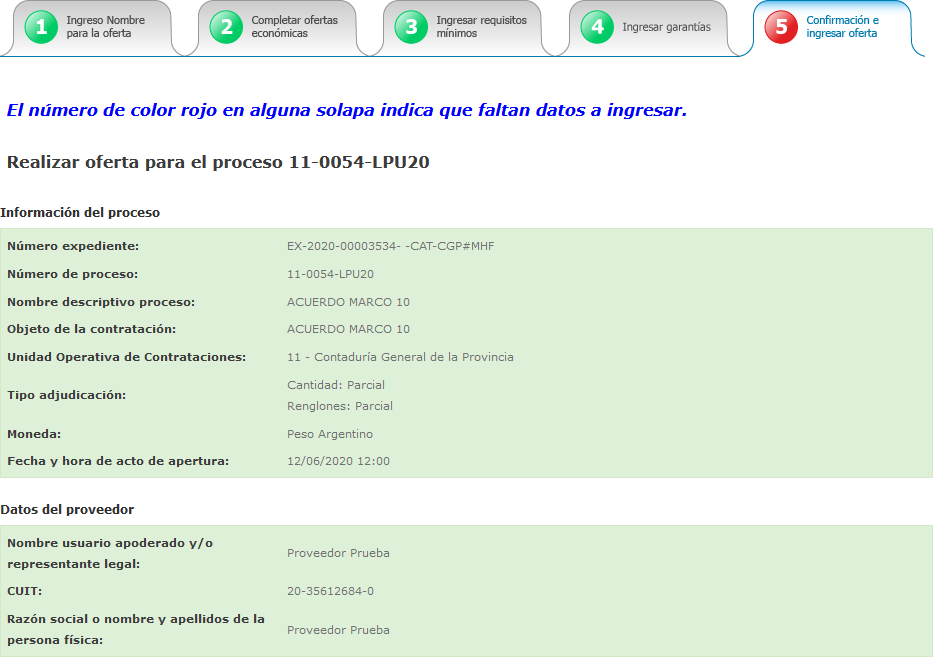 1 Ingreso Nombre
para la oferta
2 Completar ofertas
económicas
3 Ingresar requisitos
mínimos
4 Ingresar garantías
5 Confirmación e
ingresar oferta
El número de color rojo en alguna solapa indica que faltan datos a ingresar.
Realizar oferta para el proceso 11-0054-LPU20
Información del proceso
Número expediente: EX-2020-00003534- -CAT-CGP#MHF
Número de proceso: 11-0054-LPU20
Nombre descriptivo proceso: ACUERDO MARCO 10
Objeto de la contratación: ACUERDO MARCO 10
Unidad Operativa de Contrataciones: 11 - Contaduría General de la Provincia
Tipo adjudicación: Cantidad: Parcial
Renglones: Parcial
Moneda: Peso Argentino
Fecha y hora de acto de apertura: 12/06/2020 12:00
Datos del proveedor
Nombre usuario apoderado y/o
representante legal: Proveedor Prueba
CUIT: 20-35612684-0
Razón social o nombre y apellidos de la
persona física: Proveedor Prueba